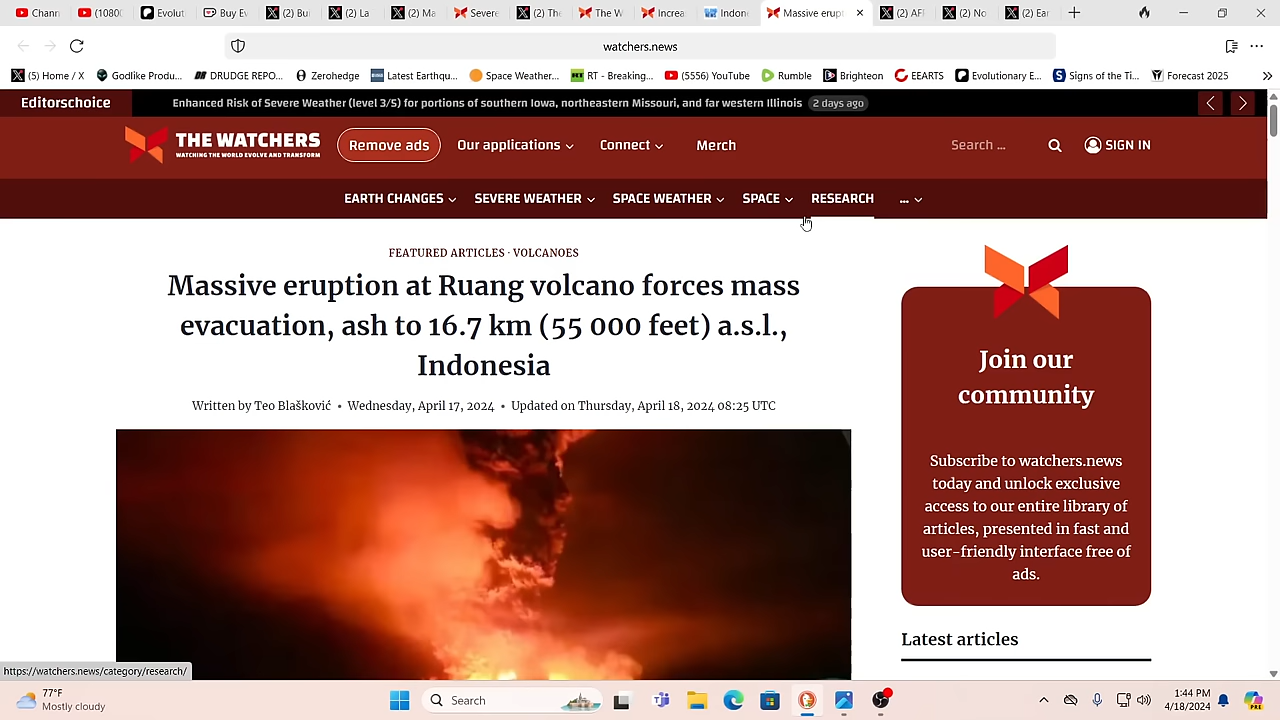 Chann
(1080
Evolut
Buy Ev
(2) Bu
(2) La
(2) Ma
Severe
(2) The
The W
Increa
Indone
Massive erupt
(2) AFI
(2) No
(2) Ear
watchers.news
(5) Home / X
Godlike Produ...
DRUDGE REPO...
Zerohedge
Latest Earthqu...
Space Weather...
RT - Breaking...
(5556) YouTube
Rumble
Brighteon
EEARTS
Evolutionary E...
Signs of the Ti...
Forecast 2025
Editorschoice
Enhanced Risk of Severe Weather (level 3/5) for portions of southern Iowa, northeastern Missouri, and far western Illinois 2 days ago
THE WATCHERS
WATCHING THE WORLD EVOLVE AND TRANSFORM
Remove ads
Our applications
Connect
Merch
Search ...
SIGN IN
EARTH CHANGES
SEVERE WEATHER
SPACE WEATHER
SPACE
RESEARCH
...
FEATURED ARTICLES · VOLCANOES
Massive eruption at Ruang volcano forces mass
evacuation, ash to 16.7 km (55 000 feet) a.s.l.,
Indonesia
Written by Teo Blašković • Wednesday, April 17, 2024 • Updated on Thursday, April 18, 2024 08:25 UTC
Join our
community
Subscribe to watchers.news
today and unlock exclusive
access to our entire library of
articles, presented in fast and
user-friendly interface free of
ads.
Latest articles
https://watchers.news/category/research/
77°F
Mostly cloudy
Search
1:44 PM
4/18/2024